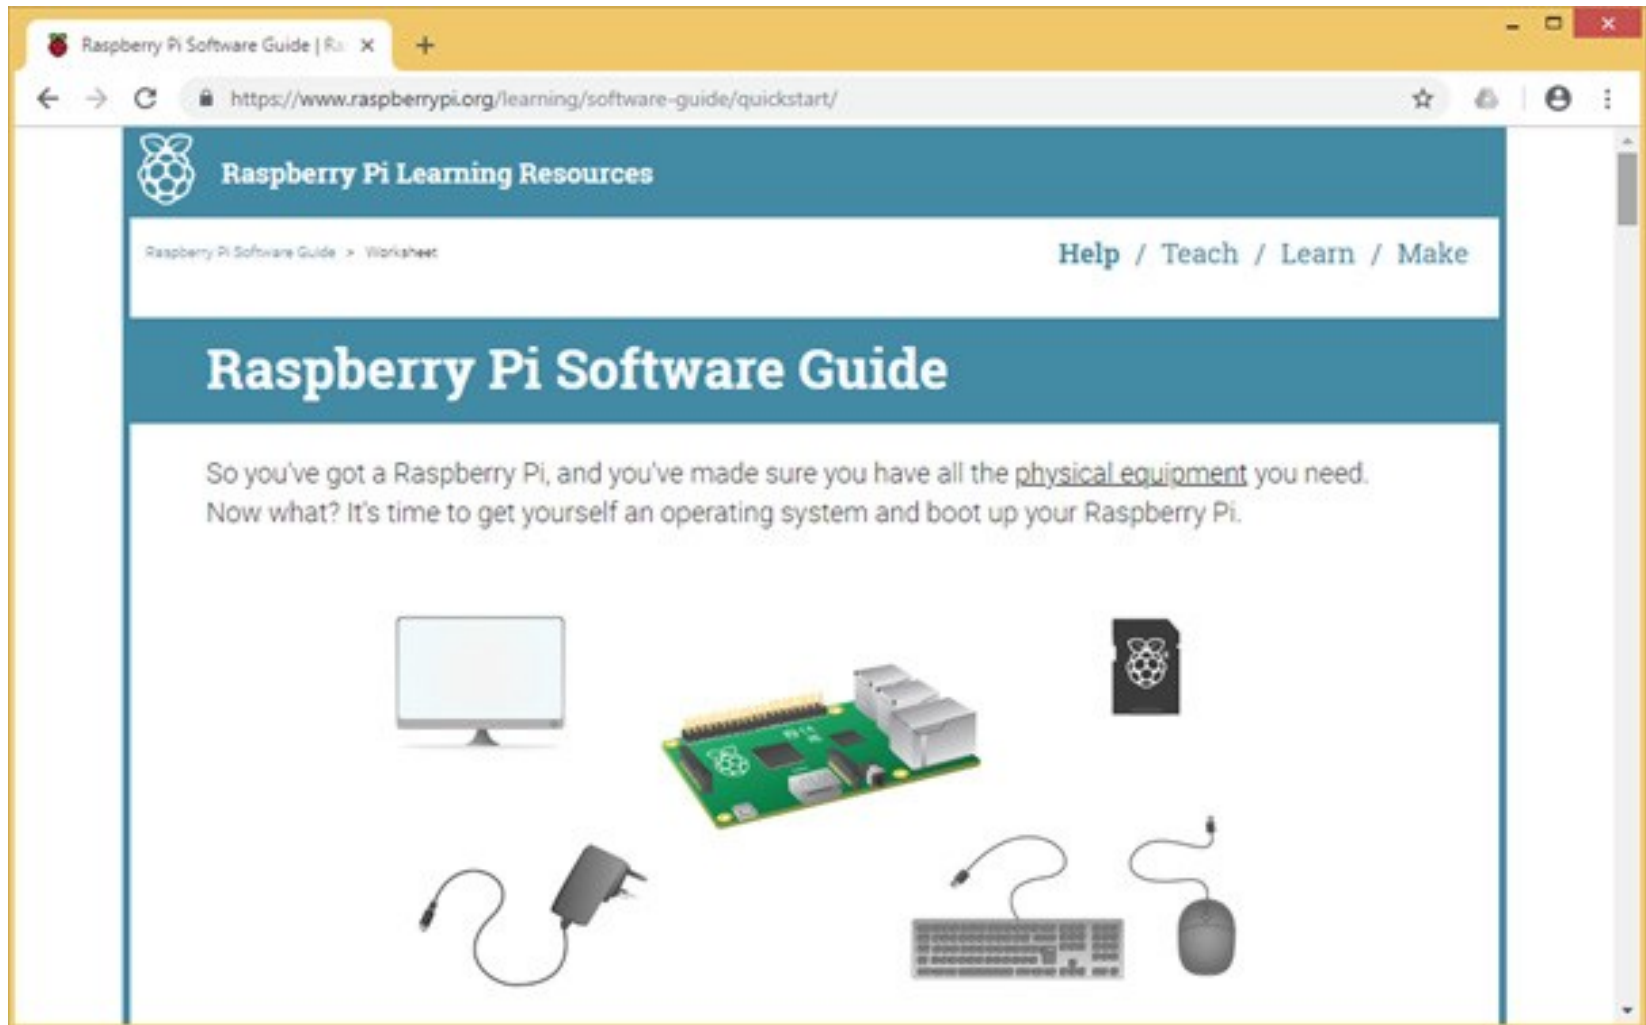 Raspberry Pi Software Guide | Ra
https://www.raspberrypi.org/learning/software-guide/quickstart/
Raspberry Pi Learning Resources
Raspberry Pi Software Guide > Worksheet
Help / Teach / Learn / Make
Raspberry Pi Software Guide
So you've got a Raspberry Pi, and you've made sure you have all the physical equipment you need.
Now what? It's time to get yourself an operating system and boot up your Raspberry Pi.